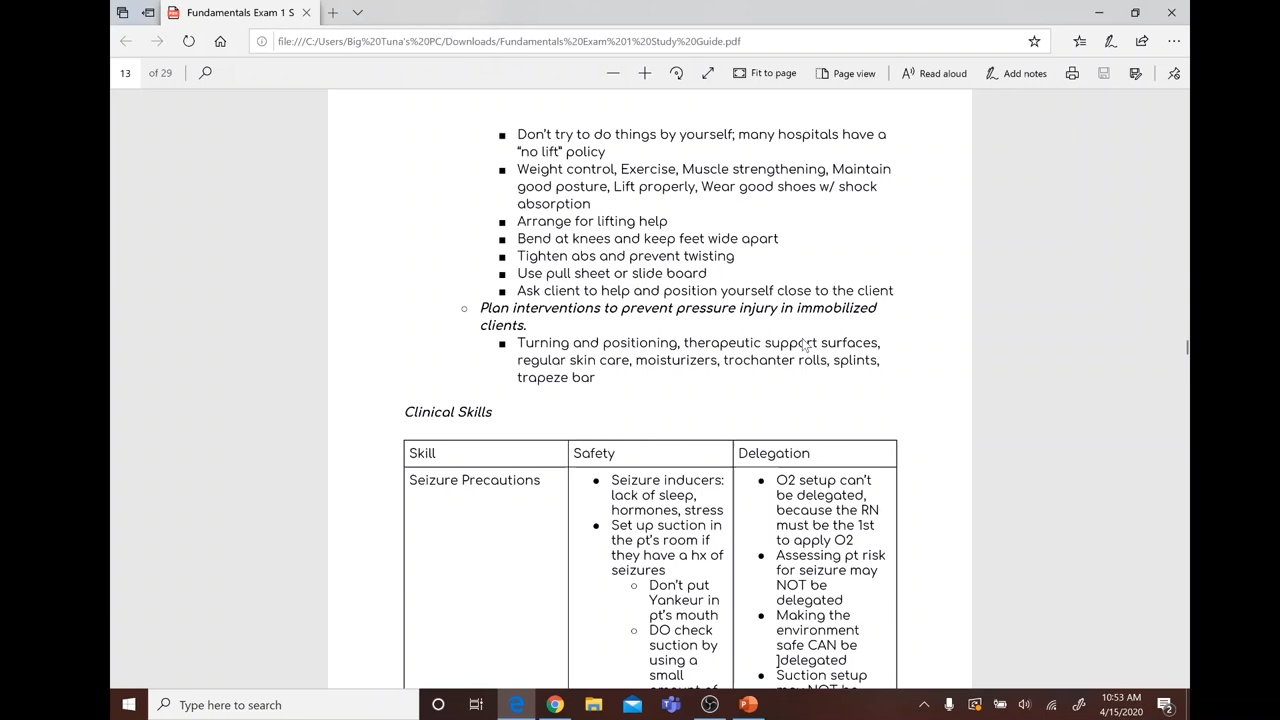 Fundamentals Exam 1 S
file:///C:/Users/Big%20Tuna's%20PC/Downloads/Fundamentals%20Exam%201%20Study%20Guide.pdf
13 of 29
Fit to page
Page view
Read aloud
Add notes
■ Don't try to do things by yourself; many hospitals have a
"no lift" policy
■ Weight control, Exercise, Muscle strengthening, Maintain
good posture, Lift properly, Wear good shoes w/ shock
absorption
■ Arrange for lifting help
■ Bend at knees and keep feet wide apart
■ Tighten abs and prevent twisting
■ Use pull sheet or slide board
■ Ask client to help and position yourself close to the client
○ Plan interventions to prevent pressure injury in immobilized
clients.
■ Turning and positioning, therapeutic support surfaces,
regular skin care, moisturizers, trochanter rolls, splints,
trapeze bar
Clinical Skills
Skill
Safety
Delegation
Seizure Precautions
● Seizure inducers:
lack of sleep,
hormones, stress
● Set up suction in
the pt's room if
they have a hx of
seizures
○ Don't put
Yankeur in
pt's mouth
○ DO check
suction by
using a
small
amount of
● O2 setup can't
be delegated,
because the RN
must be the 1st
to apply O2
● Assessing pt risk
for seizure may
NOT be
delegated
● Making the
environment
safe CAN be
]delegated
● Suction setup
may NOT be
Type here to search
10:53 AM
4/15/2020
2